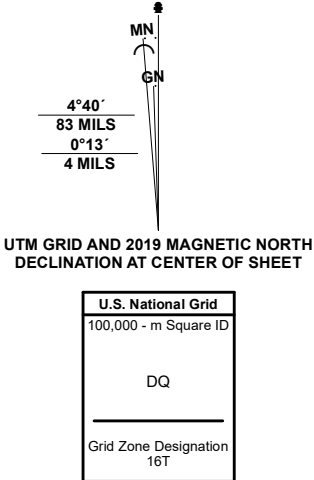 MN
GN
4°40´
83 MILS
0°13´
4 MILS
UTM GRID AND 2019 MAGNETIC NORTH
DECLINATION AT CENTER OF SHEET
U.S. National Grid
100,000 - m Square ID
DQ
Grid Zone Designation
16T